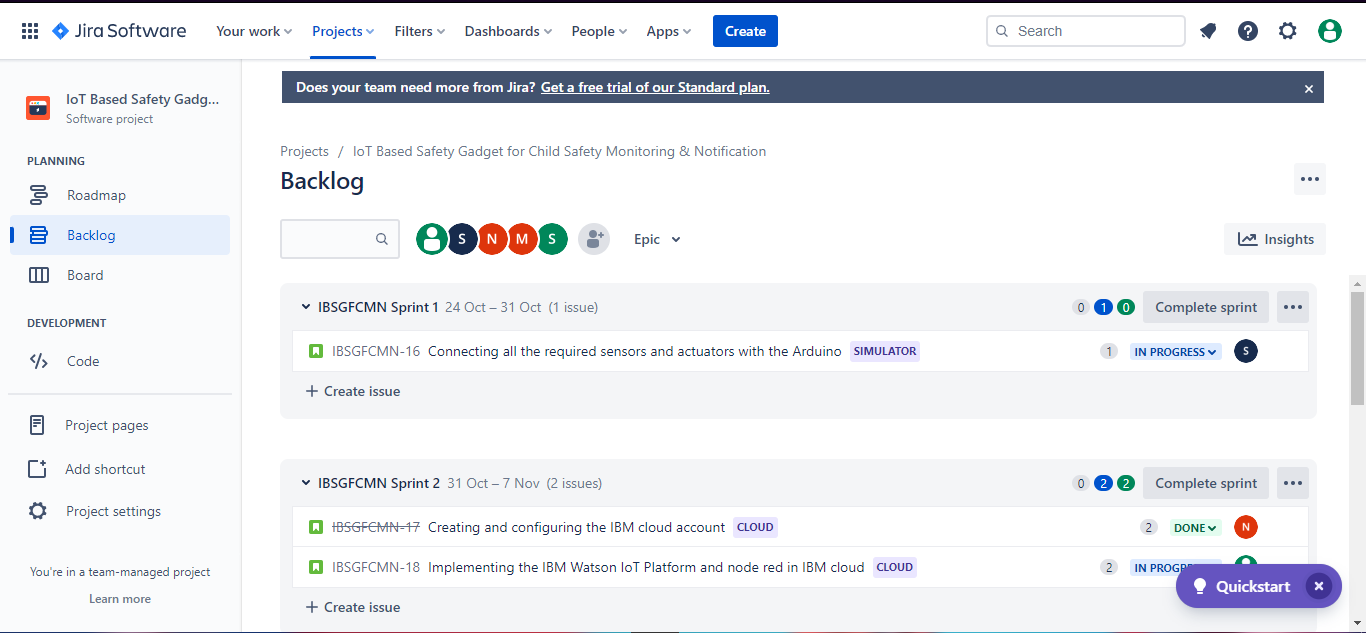 Jira Software Your work Projects Filters Dashboards People Apps Create Search
Does your team need more from Jira? Get a free trial of our Standard plan.
IoT Based Safety Gadg...
Software project
PLANNING
Roadmap
Backlog
Board
DEVELOPMENT
Code
Project pages
Add shortcut
Project settings
You're in a team-managed project
Learn more
Projects / IoT Based Safety Gadget for Child Safety Monitoring & Notification
Backlog
S N M S Epic Insights
IBSGFCMN Sprint 1 24 Oct – 31 Oct (1 issue) 0 1 0 Complete sprint
IBSGFCMN-16 Connecting all the required sensors and actuators with the Arduino SIMULATOR 1 IN PROGRESS S
Create issue
IBSGFCMN Sprint 2 31 Oct – 7 Nov (2 issues) 0 2 2 Complete sprint
IBSGFCMN-17 Creating and configuring the IBM cloud account CLOUD 2 DONE N
IBSGFCMN-18 Implementing the IBM Watson IoT Platform and node red in IBM cloud CLOUD 2 IN PROGRESS
Create issue
Quickstart